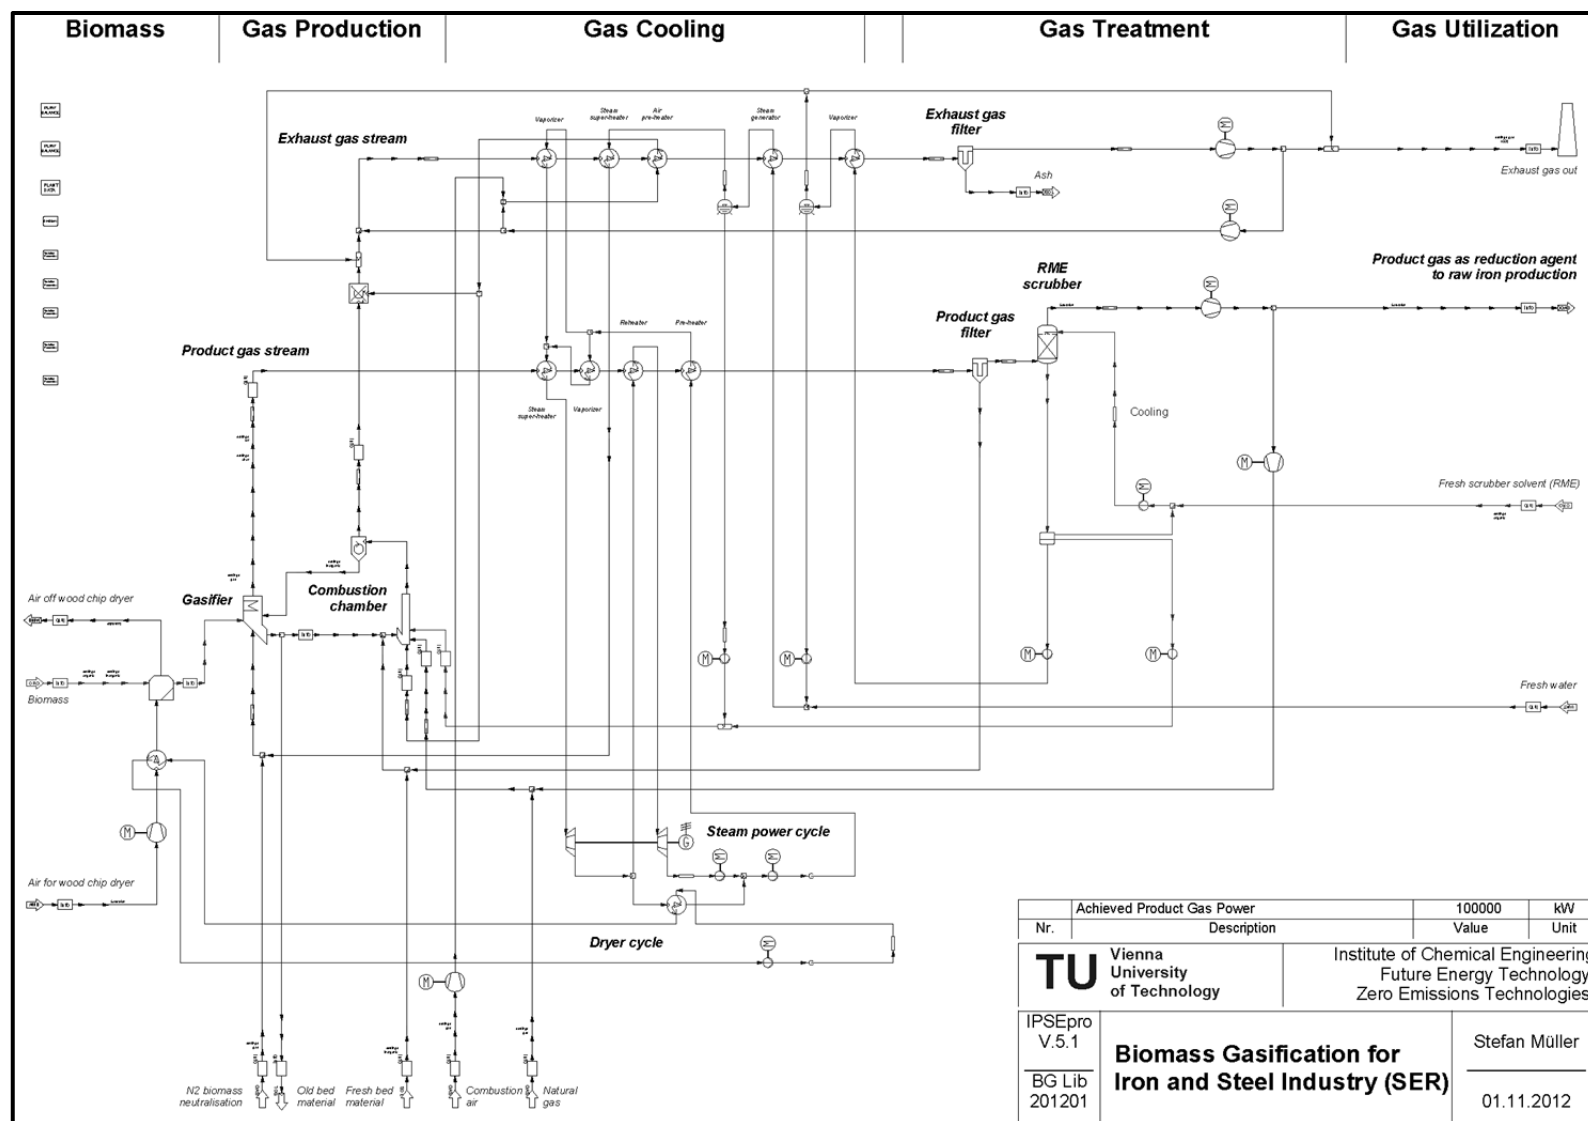 Biomass
Gas Production
Gas Cooling
Gas Treatment
Gas Utilization
Exhaust gas stream
Vaporizer
Steam
super-heater
Air
pre-heater
Steam
generator
Vaporizer
Exhaust gas
filter
Ash
Exhaust gas out
Product gas as reduction agent
to raw iron production
RME
scrubber
Product gas
filter
Reheater
Pre-heater
Product gas stream
Steam
super-heater
Vaporizer
Cooling
Fresh scrubber solvent (RME)
Gasifier
Combustion
chamber
Air off wood chip dryer
Biomass
Fresh water
M
M
M
M
M
M
G
Steam power cycle
Air for wood chip dryer
Dryer cycle
M
N2 biomass
neutralisation
Old bed
material
Fresh bed
material
Combustion
air
Natural
gas
Achieved Product Gas Power 100000 kW
Nr. Description Value Unit
TU
Vienna
University
of Technology
Institute of Chemical Engineering
Future Energy Technology
Zero Emissions Technologies
IPSEpro
V.5.1
BG Lib
201201
Biomass Gasification for
Iron and Steel Industry (SER)
Stefan Müller
01.11.2012